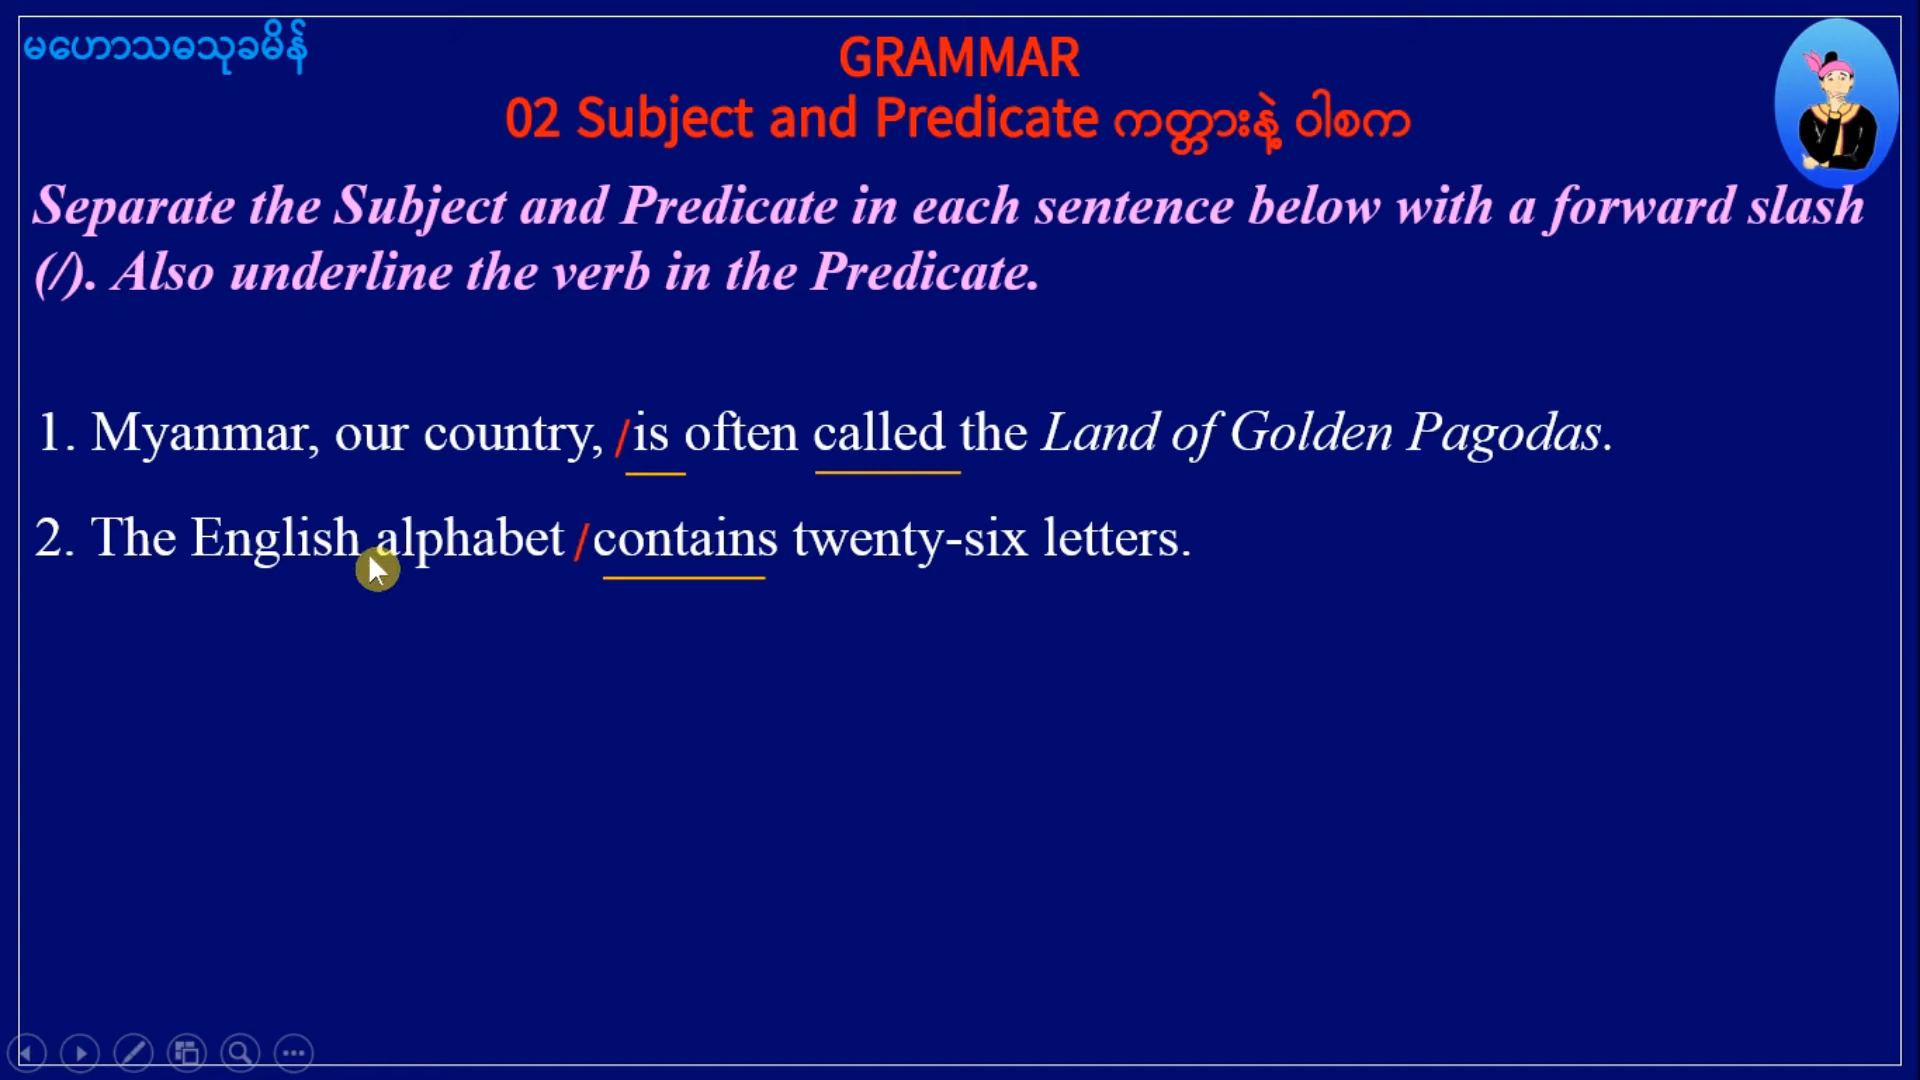 မဟောသဓသုခမိန်
GRAMMAR
02 Subject and Predicate ကတ္တားနဲ့ ဝါစက
Separate the Subject and Predicate in each sentence below with a forward slash
(/). Also underline the verb in the Predicate.
1. Myanmar, our country, /is often called the Land of Golden Pagodas.
2. The English alphabet /contains twenty-six letters.